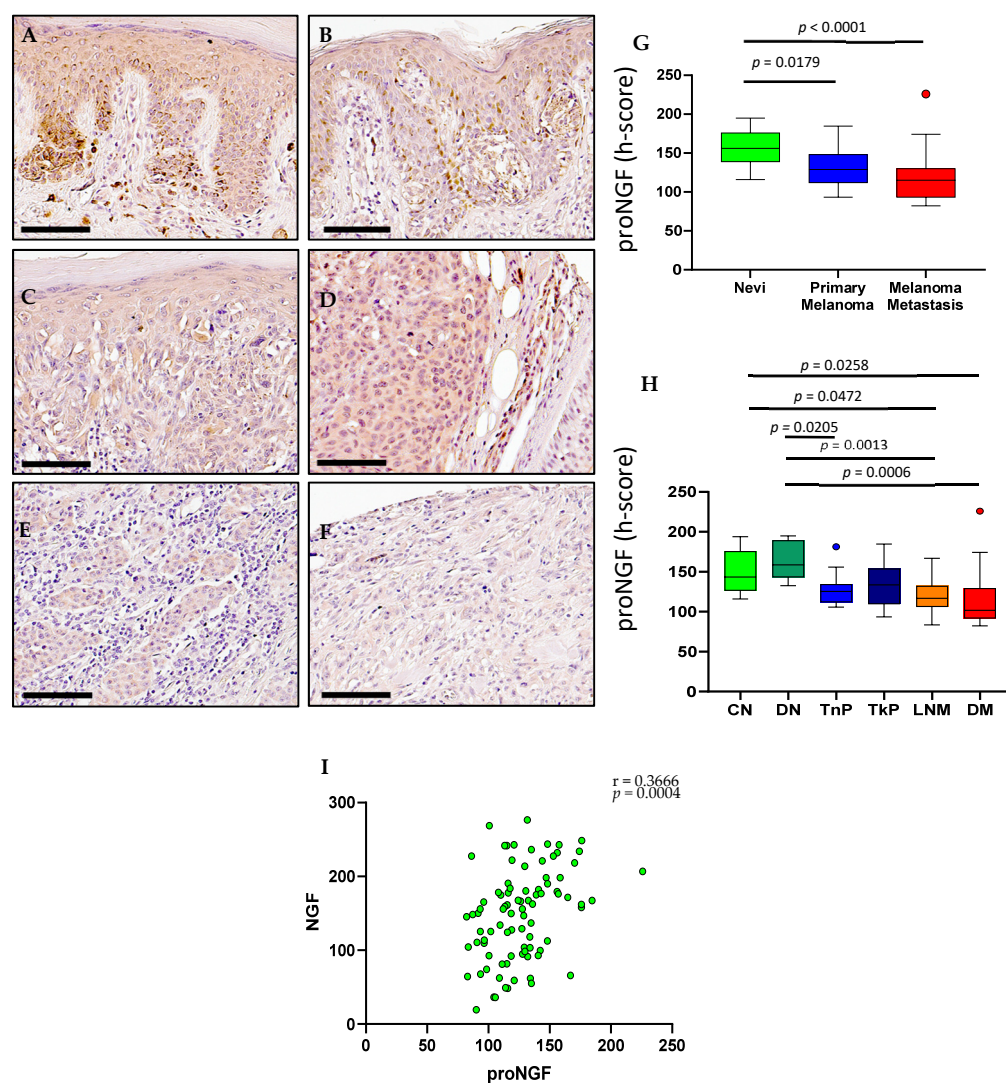 A
B
C
D
E
F
G
p < 0.0001
p = 0.0179
proNGF (h-score)
250
200
150
100
50
0
Nevi
Primary
Melanoma
Melanoma
Metastasis
H
p = 0.0258
p = 0.0472
p = 0.0205
p = 0.0013
p = 0.0006
proNGF (h-score)
250
200
150
100
50
0
CN DN TnP TkP LNM DM
I
r = 0.3666
p = 0.0004
NGF
300
200
100
0
0 50 100 150 200 250
proNGF